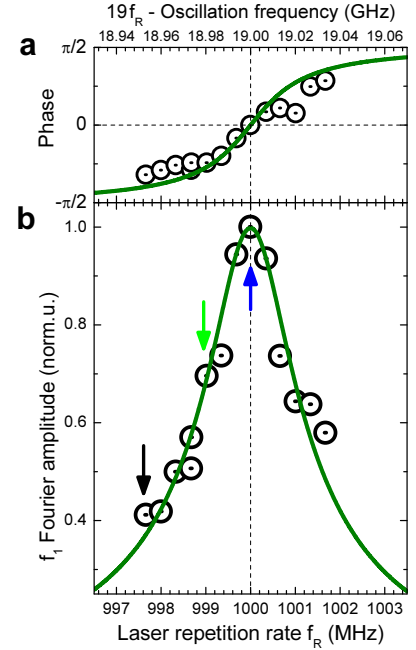 19f_R - Oscillation frequency (GHz)
18.94 18.96 18.98 19.00 19.02 19.04 19.06
a
π/2
0
-π/2
Phase
b
1.0
0.8
0.6
0.4
f_1 Fourier amplitude (norm.u.)
997 998 999 1000 1001 1002 1003
Laser repetition rate f_R (MHz)